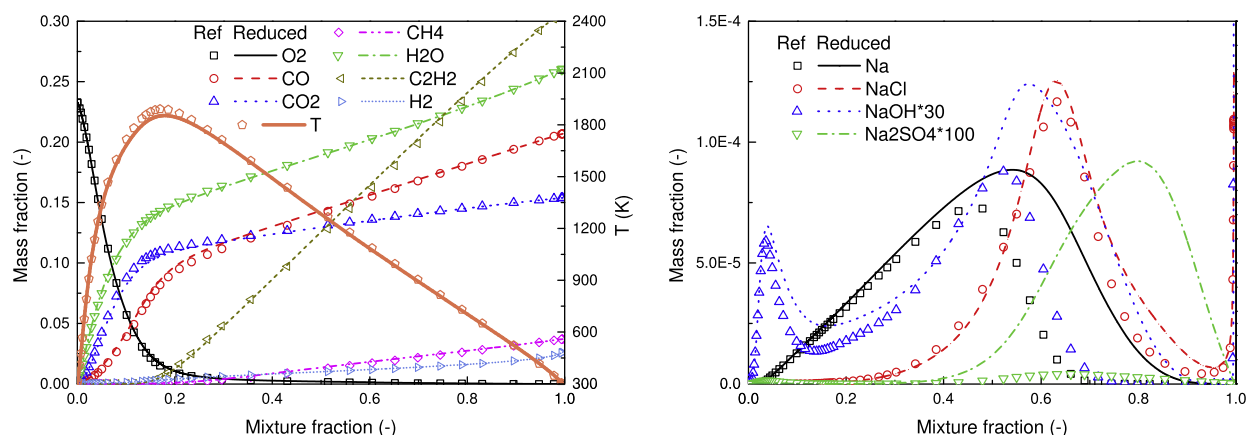 0.30
0.25
0.20
0.15
0.10
0.05
0.00
Mass fraction (-)
Ref Reduced
O2
CO
CO2
T
CH4
H2O
C2H2
H2
2400
2100
1800
1500
1200
900
600
300
T (K)
0.0 0.2 0.4 0.6 0.8 1.0
Mixture fraction (-)
1.5E-4
1.0E-4
5.0E-5
0.0
Mass fraction (-)
Ref Reduced
Na
NaCl
NaOH*30
Na2SO4*100
0.0 0.2 0.4 0.6 0.8 1.0
Mixture fraction (-)